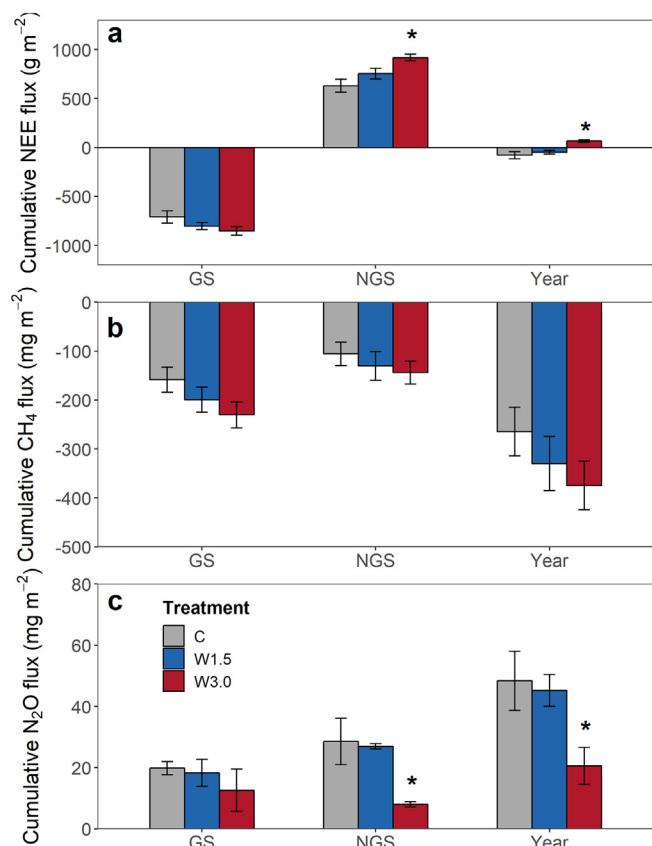 a
Cumulative NEE flux (g m⁻²)
1000
500
0
-500
-1000
*
*
GS NGS Year
b
Cumulative CH₄ flux (mg m⁻²)
0
-100
-200
-300
-400
-500
GS NGS Year
c
Cumulative N₂O flux (mg m⁻²)
80
60
40
20
0
Treatment
C
W1.5
W3.0
*
*
GS NGS Year